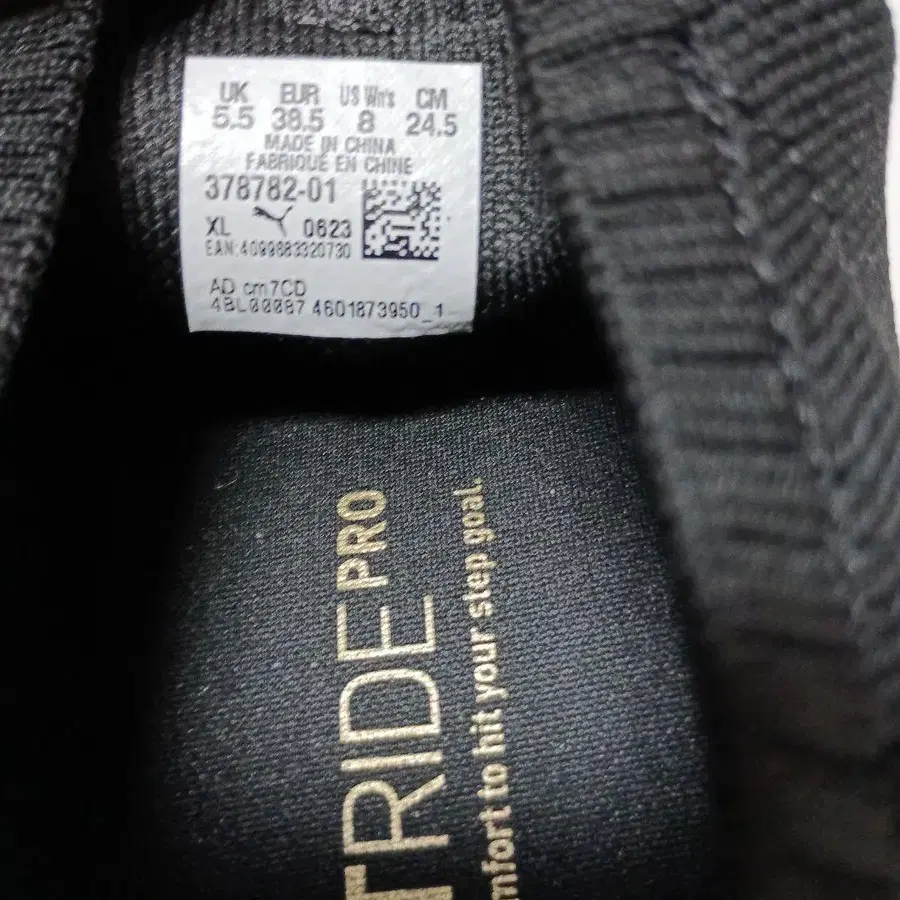 UK EUR US Wn's CM
5.5 38.5 8 24.5
MADE IN CHINA
FABRIQUE EN CHINE
378782-01
XL 0623
EAN:4099683320730
AD cm7CD
4BL00087 4601873950_1
TRIDE PRO
mfort to hit your step goal.